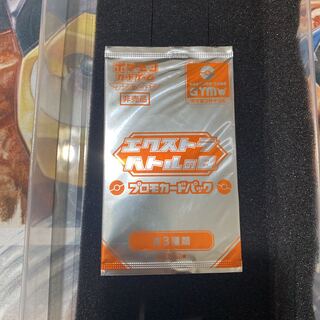 ポケモン
カードゲーム
非売品
GYM
エクストラ
バトルの日
プロモカードパック
全3種類